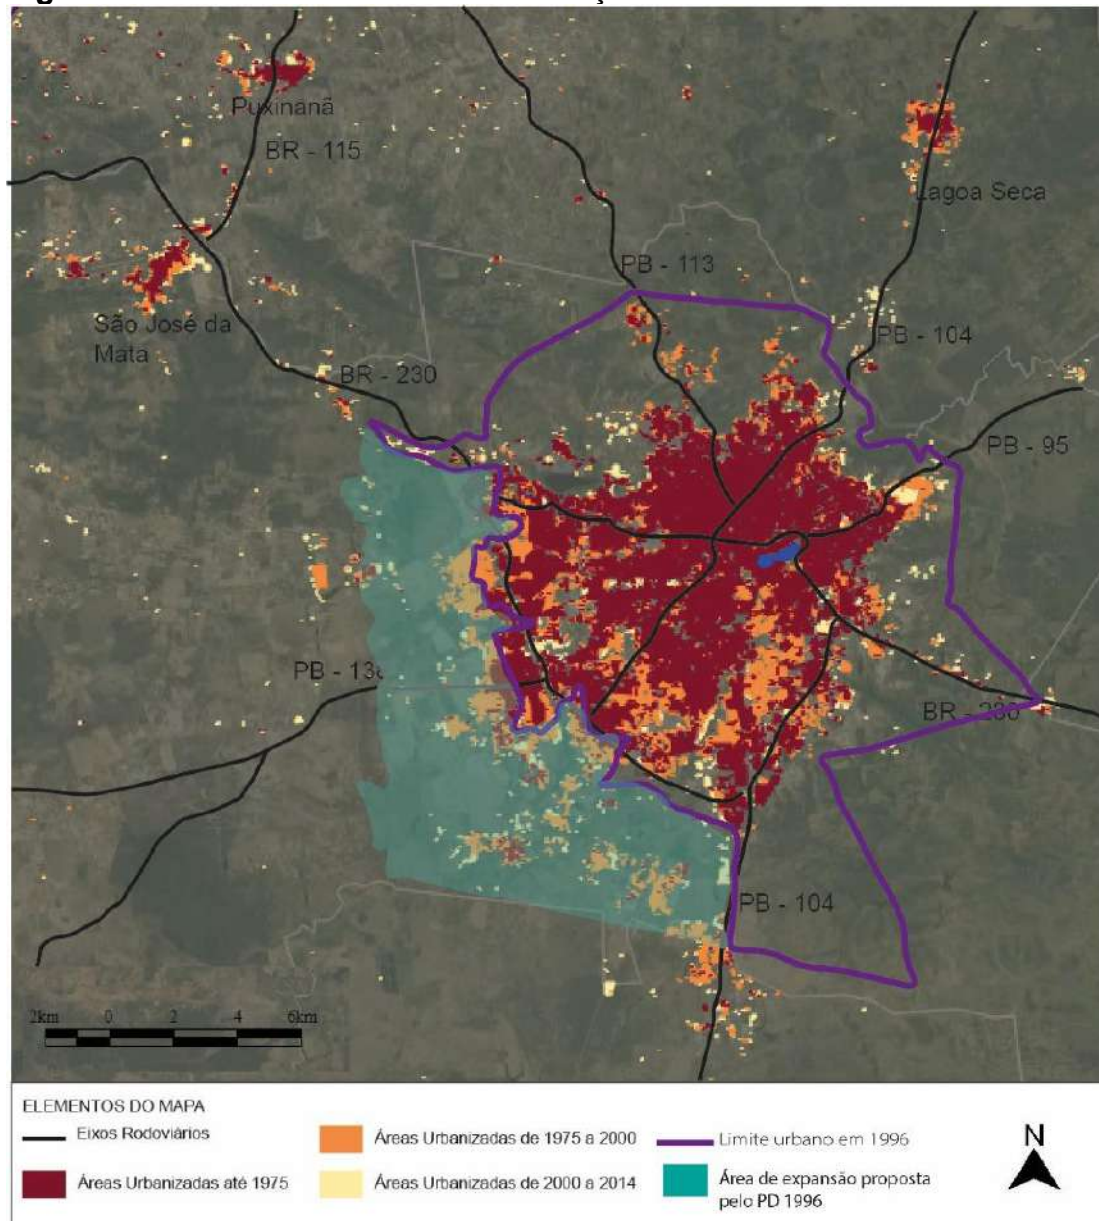 Puxinanã
BR - 115
Lagoa Seca
PB - 113
São José da
Mata
PB - 104
BR - 230
PB - 95
PB - 138
BR - 230
PB - 104
2km 0 2 4 6km
ELEMENTOS DO MAPA
Eixos Rodoviários
Áreas Urbanizadas de 1975 a 2000
Limite urbano em 1996
N
Áreas Urbanizadas até 1975
Áreas Urbanizadas de 2000 a 2014
Área de expansão proposta
pelo PD 1996